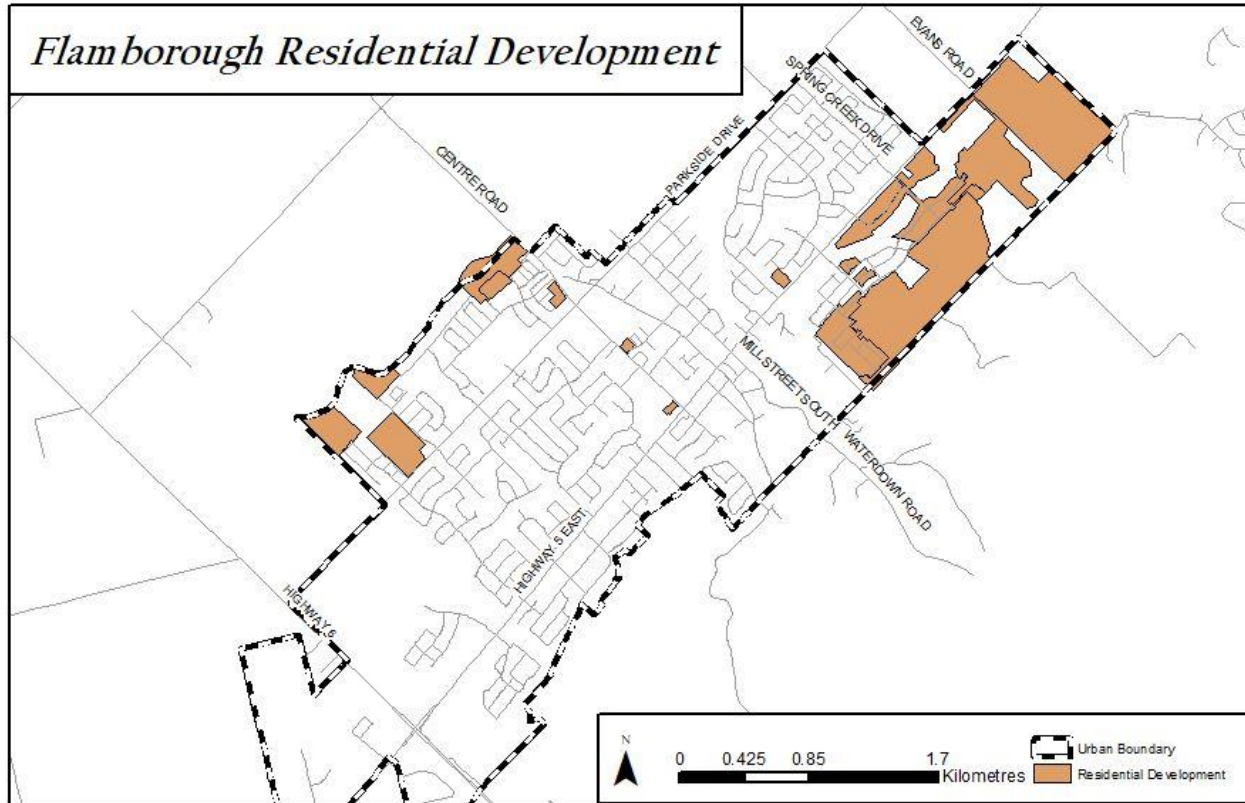 Flamborough Residential Development
EVANS ROAD
SPRING CREEK DRIVE
PARKSIDE DRIVE
CENTRE ROAD
MILL STREET SOUTH
WATERDOWN ROAD
HIGHWAY 5 EAST
HIGHWAY 6
N
0 0.425 0.85 1.7
Kilometres
Urban Boundary
Residential Development